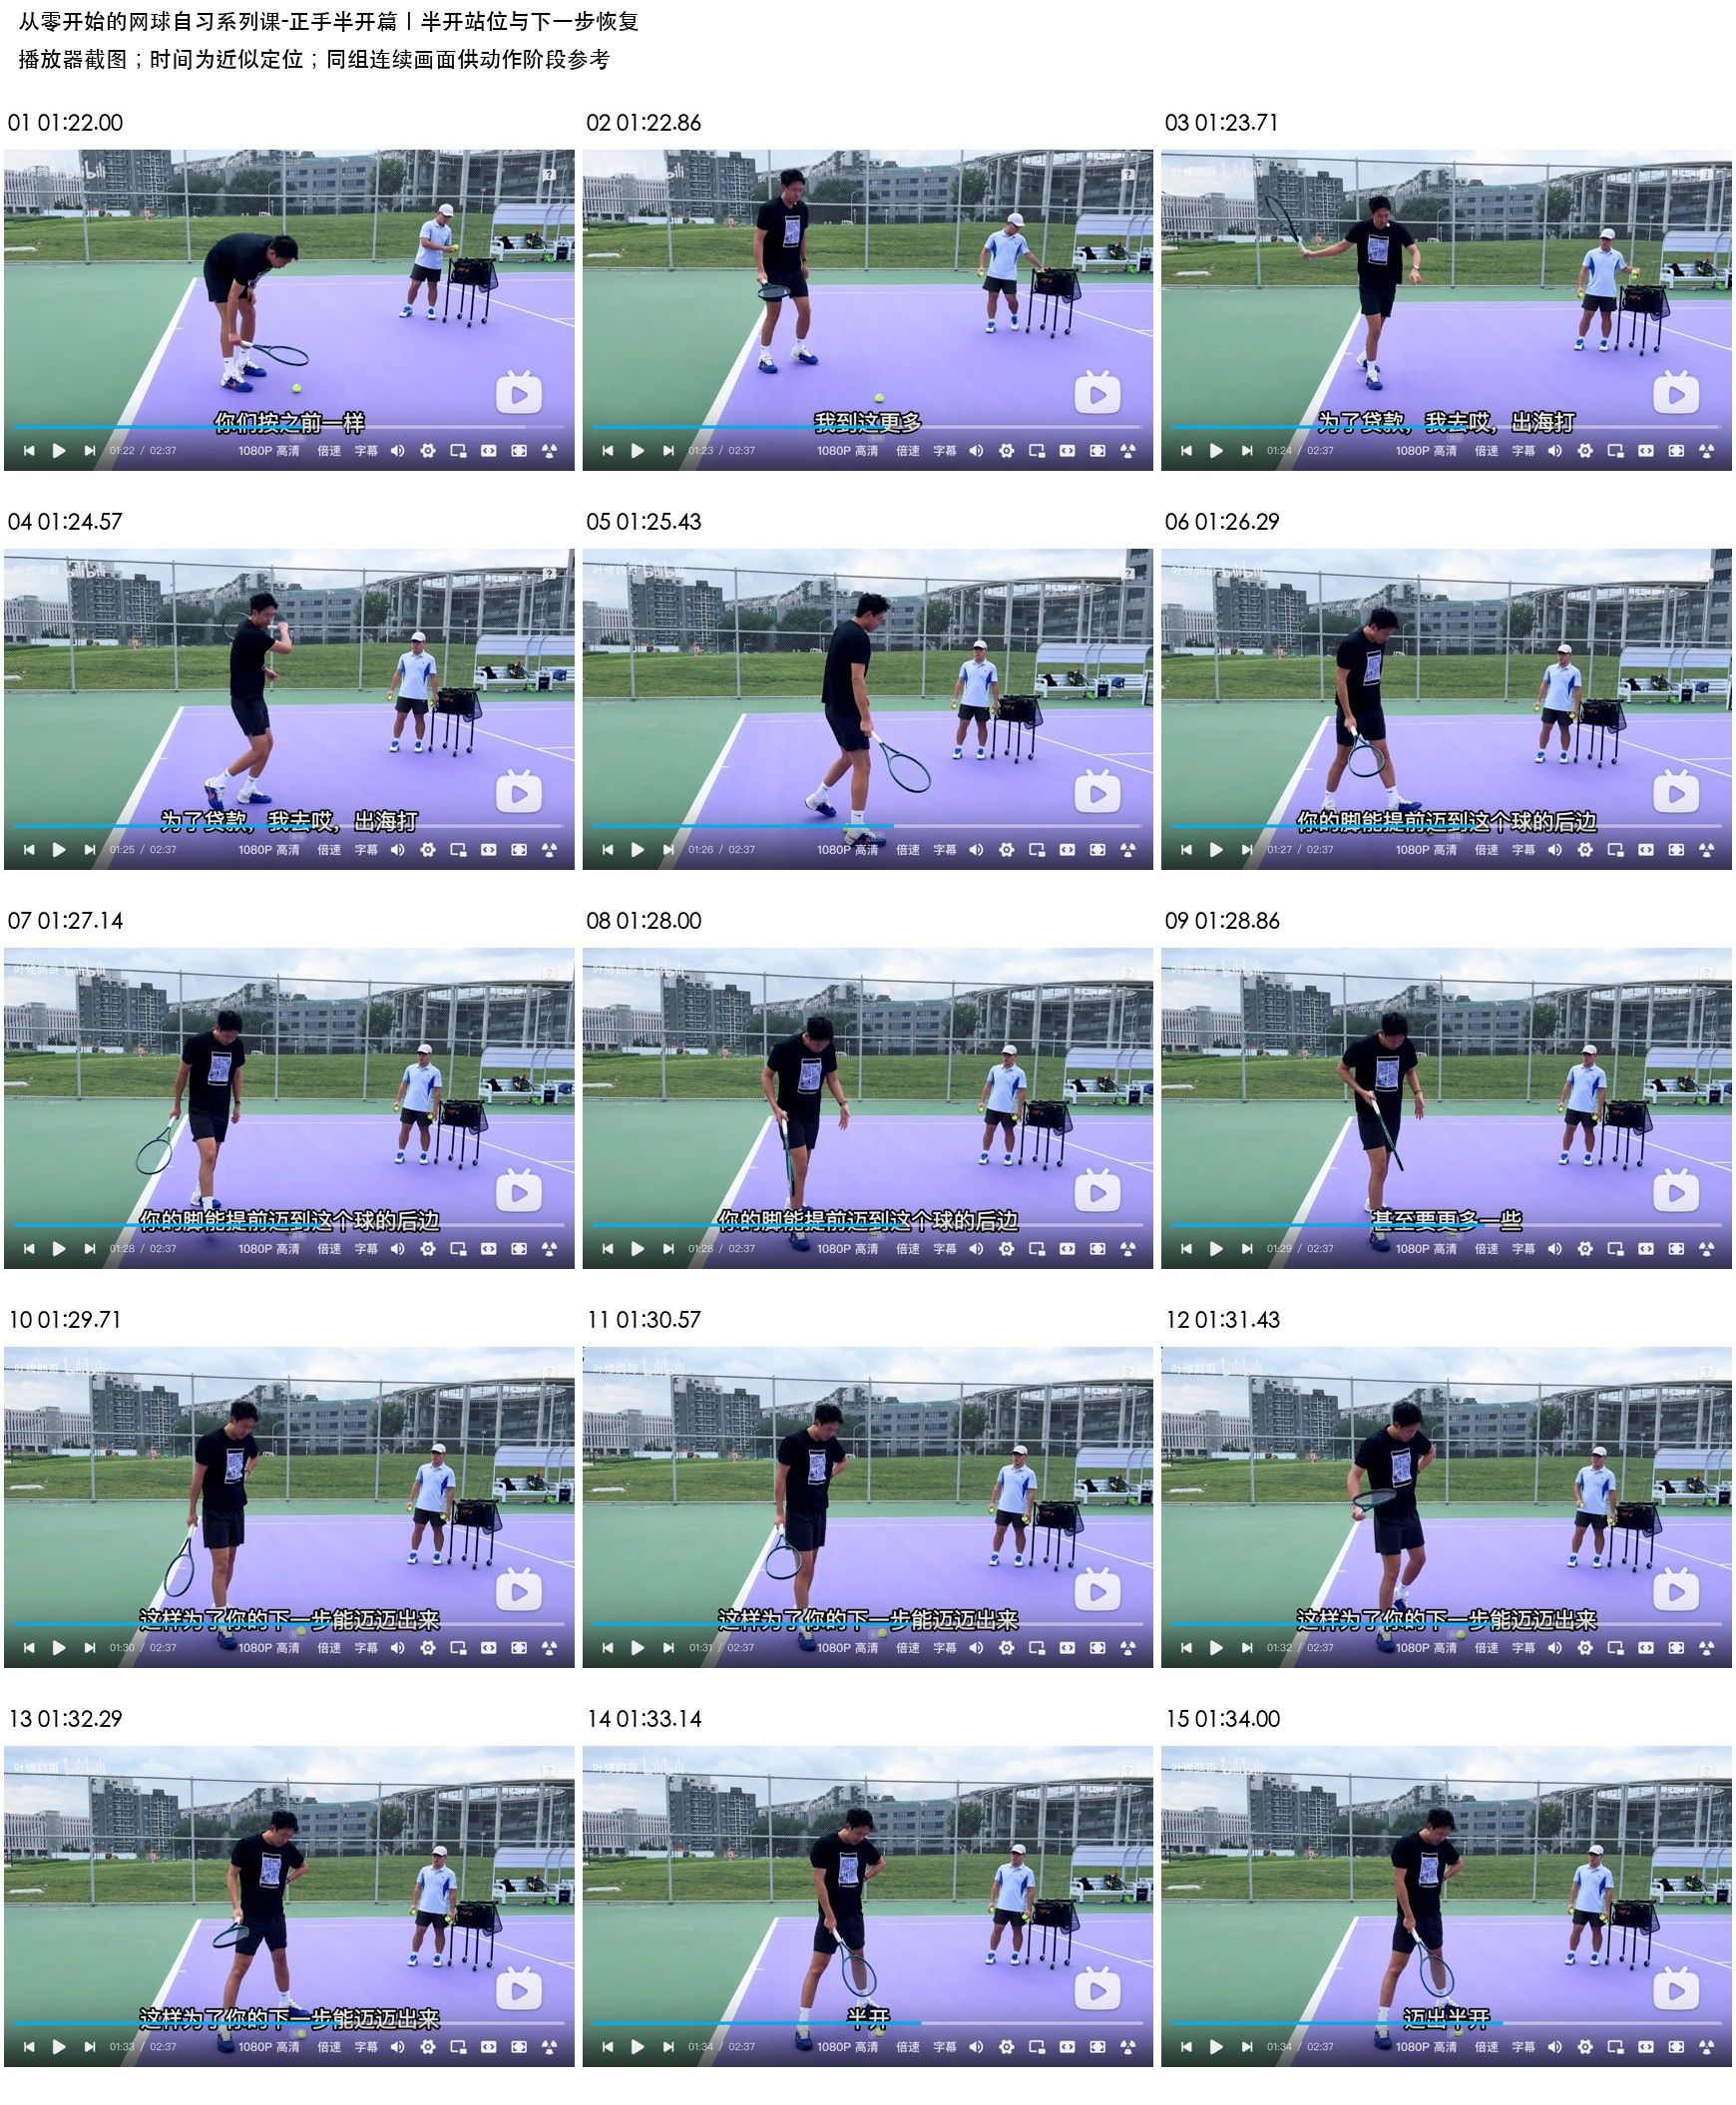 从零开始的网球自习系列课-正手半开篇丨半开站位与下一步恢复
播放器截图；时间为近似定位；同组连续画面供动作阶段参考
01 01:22.00
02 01:22.86
03 01:23.71
你们按之前一样
我到这更多
为了贷款，我去哎，出海打
01:22 / 02:37 1080P 高清 倍速 字幕
01:23 / 02:37 1080P 高清 倍速 字幕
01:24 / 02:37 1080P 高清 倍速 字幕
04 01:24.57
05 01:25.43
06 01:26.29
为了贷款，我去哎，出海打
你的脚能提前迈到这个球的后边
01:25 / 02:37 1080P 高清 倍速 字幕
01:26 / 02:37 1080P 高清 倍速 字幕
01:27 / 02:37 1080P 高清 倍速 字幕
07 01:27.14
08 01:28.00
09 01:28.86
你的脚能提前迈到这个球的后边
你的脚能提前迈到这个球的后边
甚至要更多一些
01:28 / 02:37 1080P 高清 倍速 字幕
01:28 / 02:37 1080P 高清 倍速 字幕
01:29 / 02:37 1080P 高清 倍速 字幕
10 01:29.71
11 01:30.57
12 01:31.43
这样为了你的下一步能迈迈出来
这样为了你的下一步能迈迈出来
这样为了你的下一步能迈迈出来
01:30 / 02:37 1080P 高清 倍速 字幕
01:31 / 02:37 1080P 高清 倍速 字幕
01:32 / 02:37 1080P 高清 倍速 字幕
13 01:32.29
14 01:33.14
15 01:34.00
这样为了你的下一步能迈迈出来
半开
迈出半开
01:33 / 02:37 1080P 高清 倍速 字幕
01:34 / 02:37 1080P 高清 倍速 字幕
01:34 / 02:37 1080P 高清 倍速 字幕